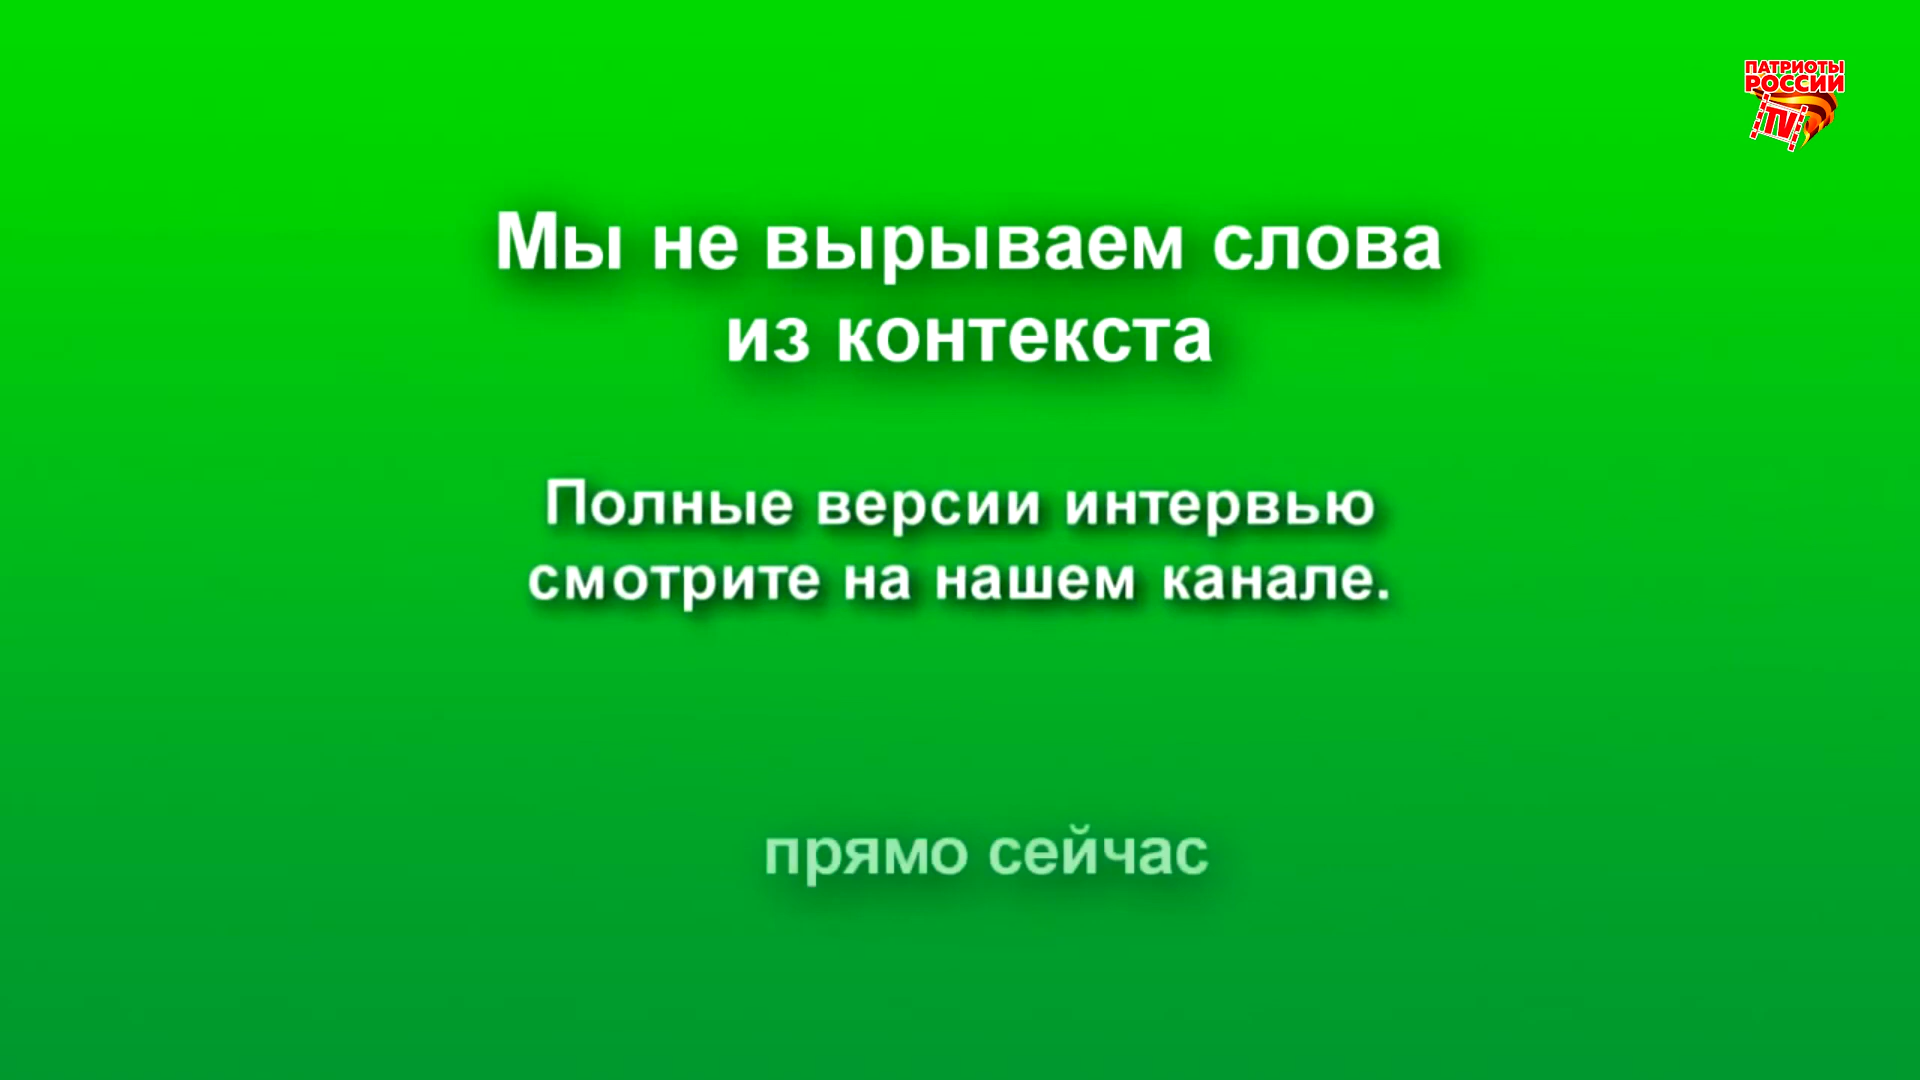 ПАТРИОТЫ
РОССИИ
TV
Мы не вырываем слова
из контекста
Полные версии интервью
смотрите на нашем канале.
прямо сейчас